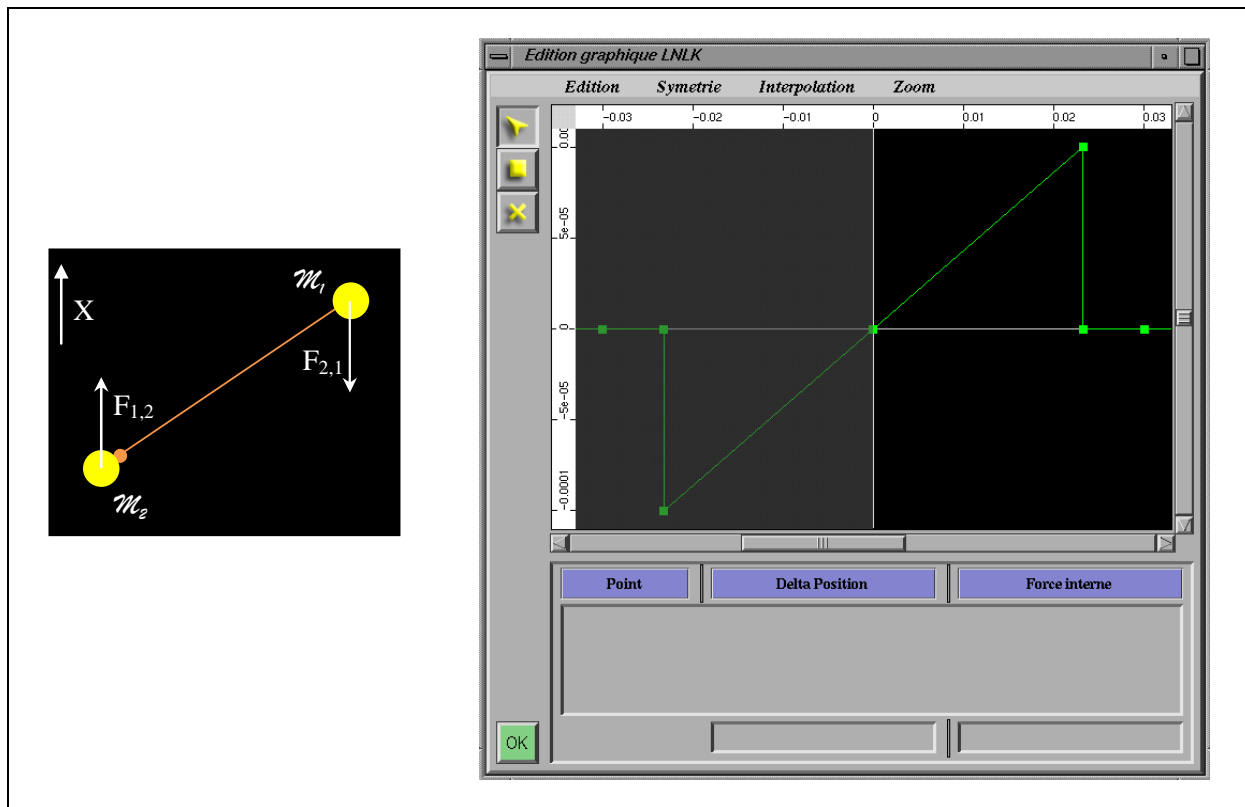 X
M1
F2,1
F1,2
M2
Edition graphique LNLK
Edition Symetrie Interpolation Zoom
-0.03 -0.02 -0.01 0 0.01 0.02 0.03
0.00
5e-05
0
-5e-05
-0.0001
Point Delta Position Force interne
OK